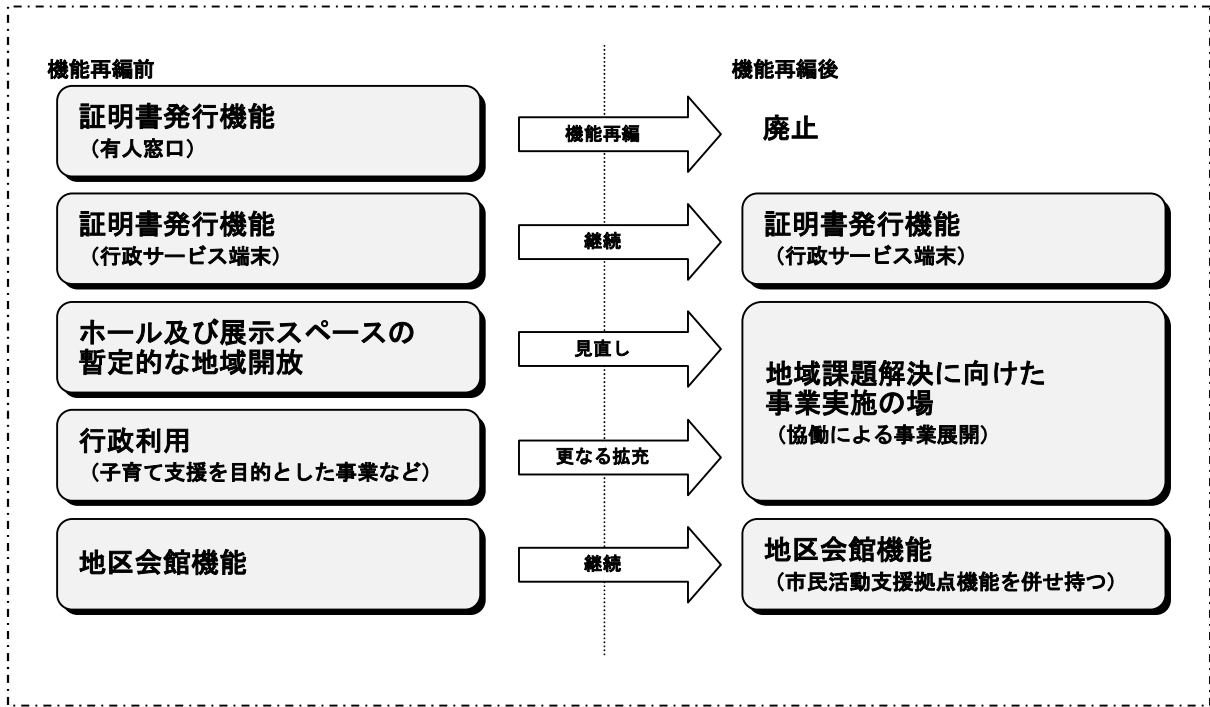 機能再編前
機能再編後
証明書発行機能
（有人窓口）
機能再編
廃止
証明書発行機能
（行政サービス端末）
継続
証明書発行機能
（行政サービス端末）
ホール及び展示スペースの
暫定的な地域開放
見直し
地域課題解決に向けた
事業実施の場
（協働による事業展開）
行政利用
（子育て支援を目的とした事業など）
更なる拡充
地区会館機能
継続
地区会館機能
（市民活動支援拠点機能を併せ持つ）